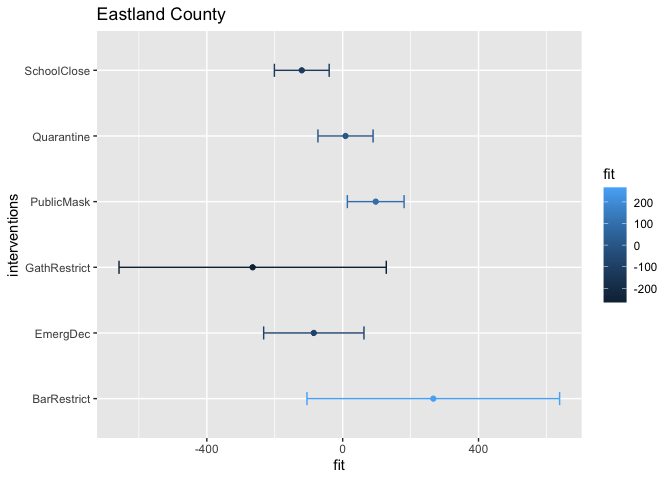 Eastland County
SchoolClose
Quarantine
PublicMask
GathRestrict
EmergDec
BarRestrict
interventions
-400 0 400
fit
fit
200
100
0
-100
-200